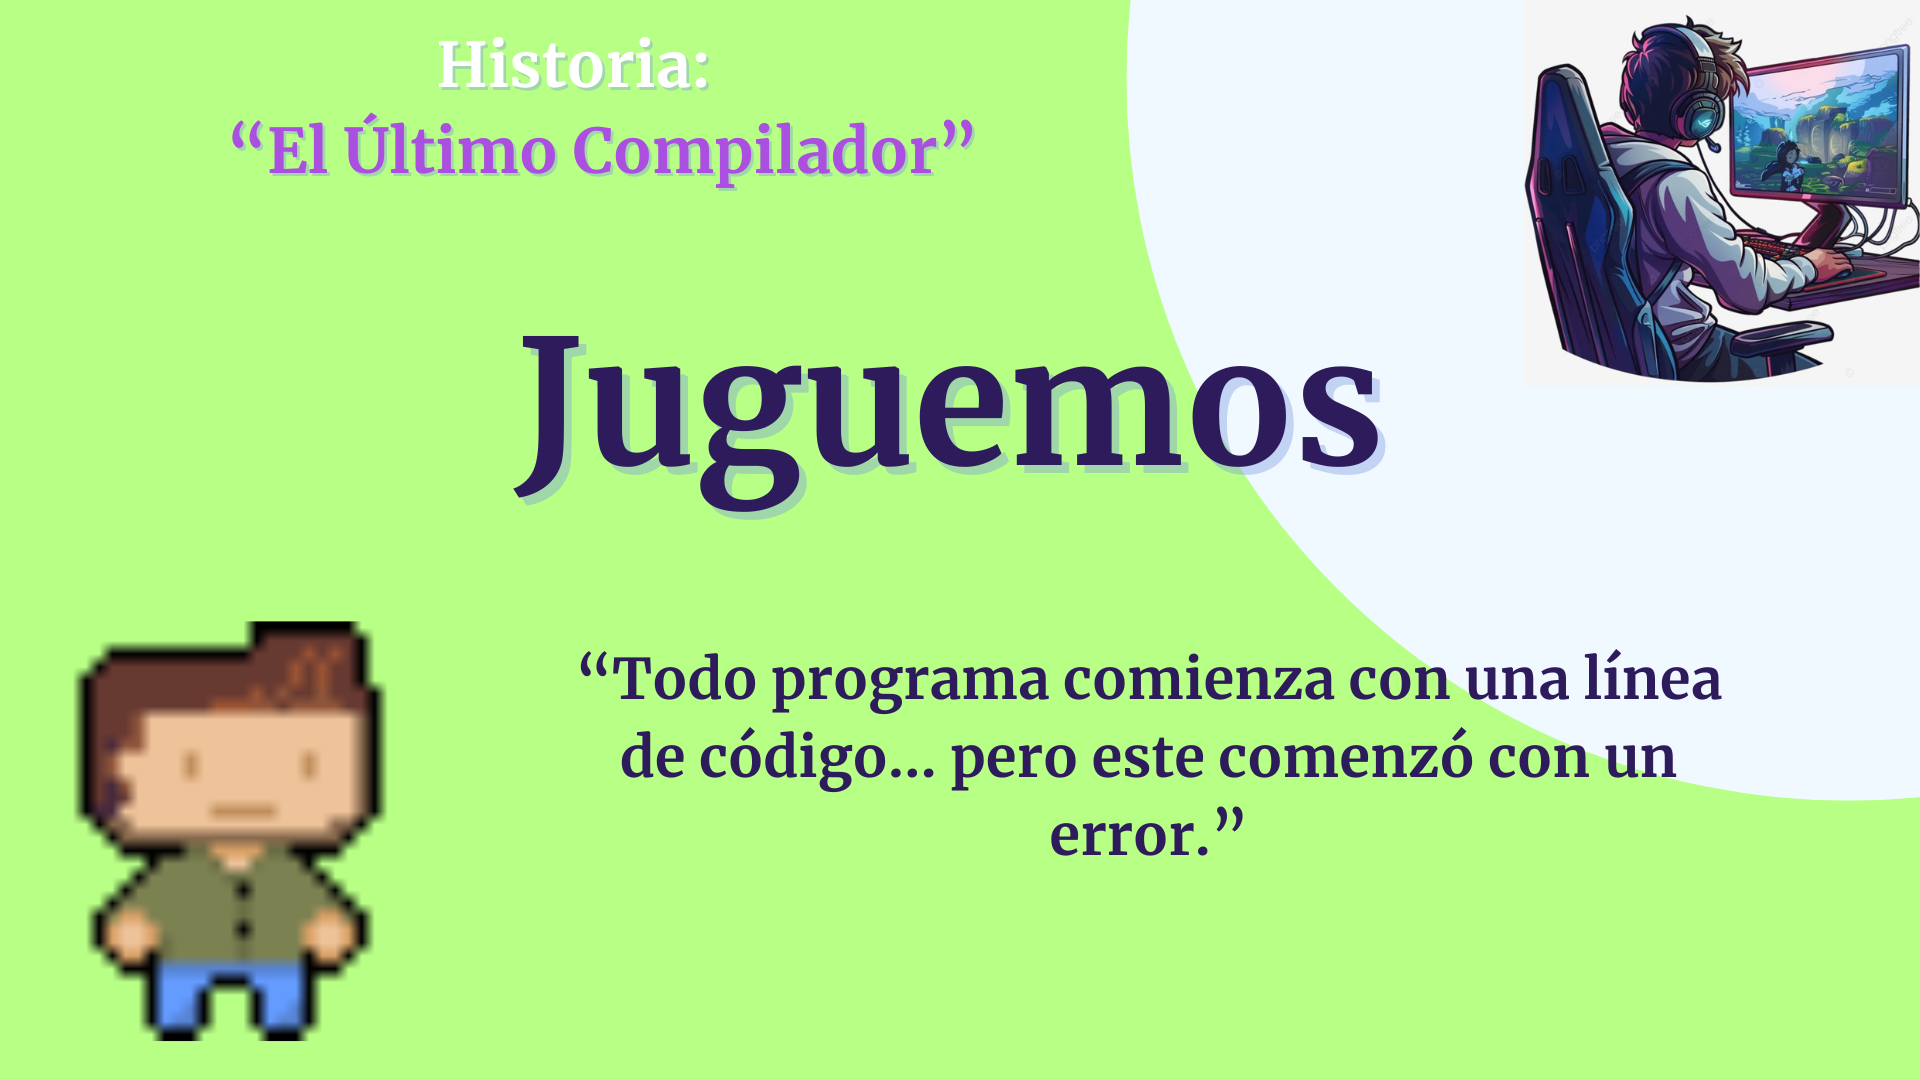 Historia:
“El Último Compilador”
Juguemos
“Todo programa comienza con una línea
de código... pero este comenzó con un
error.”